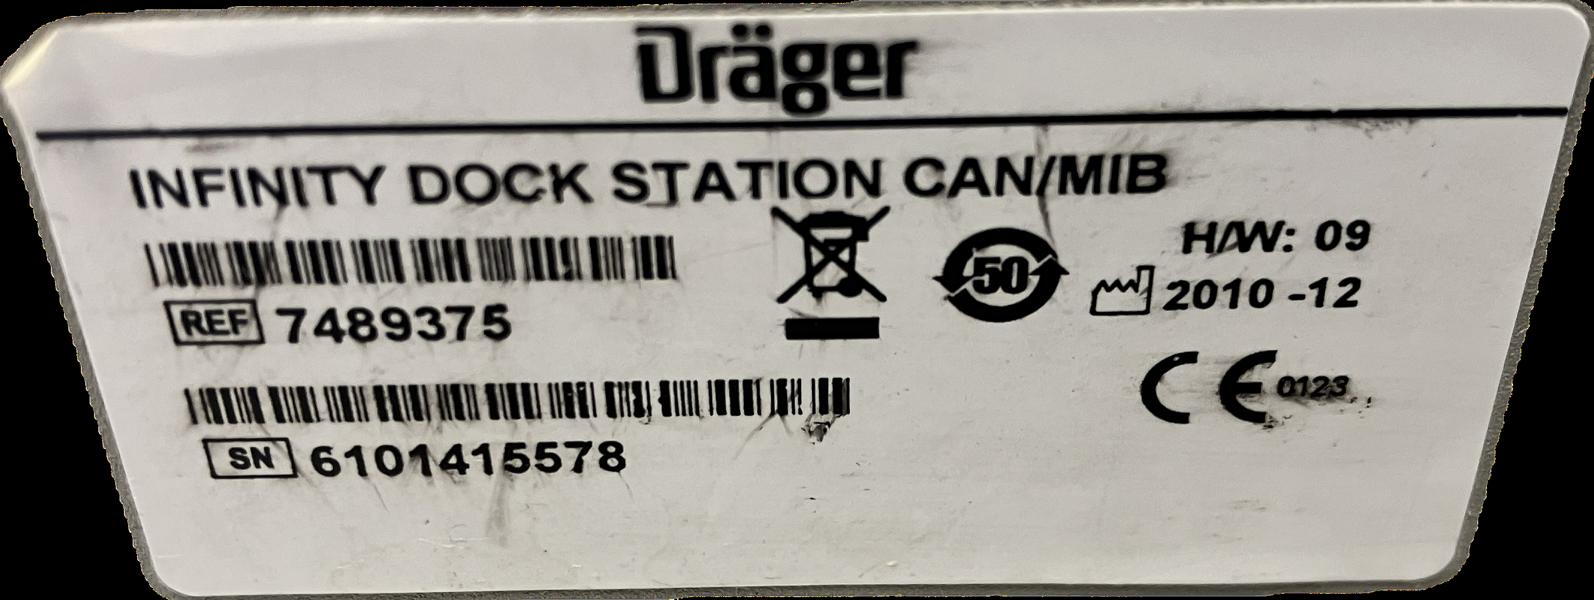 Dräger
INFINITY DOCK STATION CAN/MIB
H/W: 09
50
2010 -12
REF 7489375
CE 0123
SN 6101415578